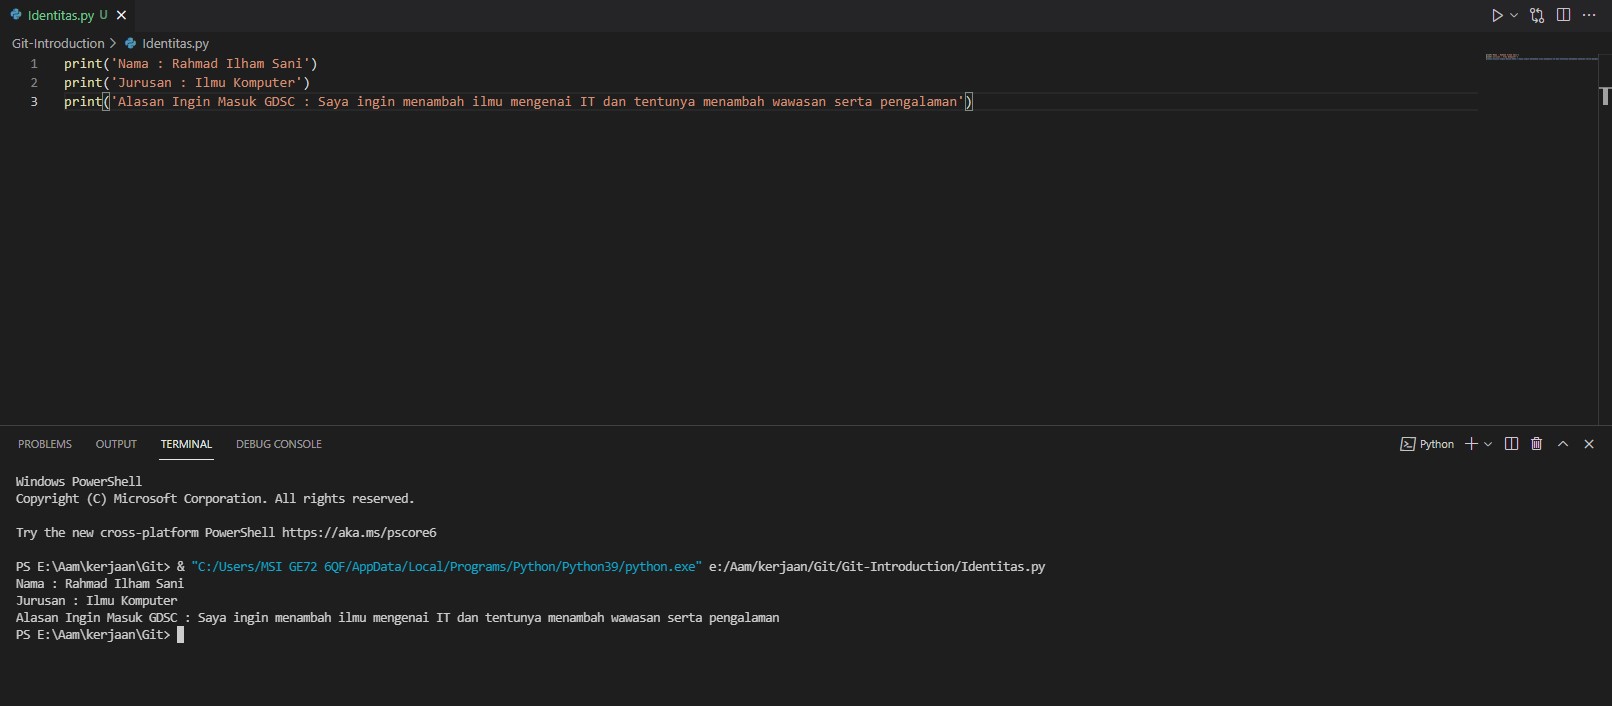 Identitas.py U
Git-Introduction > Identitas.py
1 print('Nama : Rahmad Ilham Sani')
2 print('Jurusan : Ilmu Komputer')
3 print('Alasan Ingin Masuk GDSC : Saya ingin menambah ilmu mengenai IT dan tentunya menambah wawasan serta pengalaman')
PROBLEMS OUTPUT TERMINAL DEBUG CONSOLE Python
Windows PowerShell
Copyright (C) Microsoft Corporation. All rights reserved.
Try the new cross-platform PowerShell https://aka.ms/pscore6
PS E:\Aam\kerjaan\Git> & "C:/Users/MSI GE72 6QF/AppData/Local/Programs/Python/Python39/python.exe" e:/Aam/kerjaan/Git/Git-Introduction/Identitas.py
Nama : Rahmad Ilham Sani
Jurusan : Ilmu Komputer
Alasan Ingin Masuk GDSC : Saya ingin menambah ilmu mengenai IT dan tentunya menambah wawasan serta pengalaman
PS E:\Aam\kerjaan\Git>